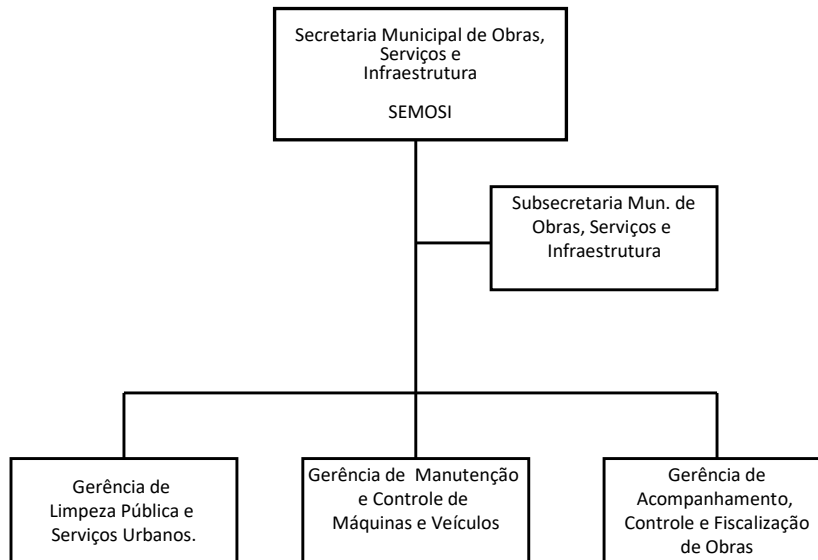 Secretaria Municipal de Obras,
Serviços e
Infraestrutura
SEMOSI
Subsecretaria Mun. de
Obras, Serviços e
Infraestrutura
Gerência de
Limpeza Pública e
Serviços Urbanos.
Gerência de Manutenção
e Controle de
Máquinas e Veículos
Gerência de
Acompanhamento,
Controle e Fiscalização
de Obras